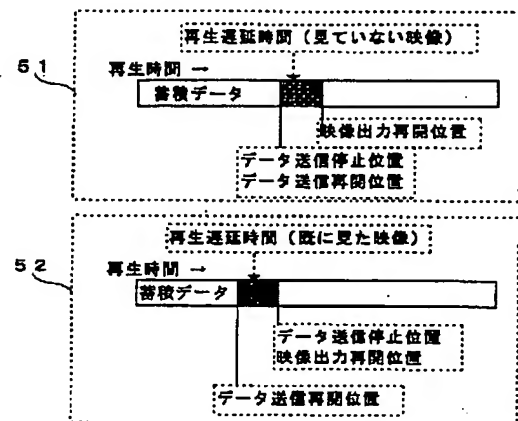 51
再生遅延時間（見ていない映像）
再生時間 →
蓄積データ
映像出力再開位置
データ送信停止位置
データ送信再開位置
52
再生遅延時間（既に見た映像）
再生時間 →
蓄積データ
データ送信停止位置
映像出力再開位置
データ送信再開位置